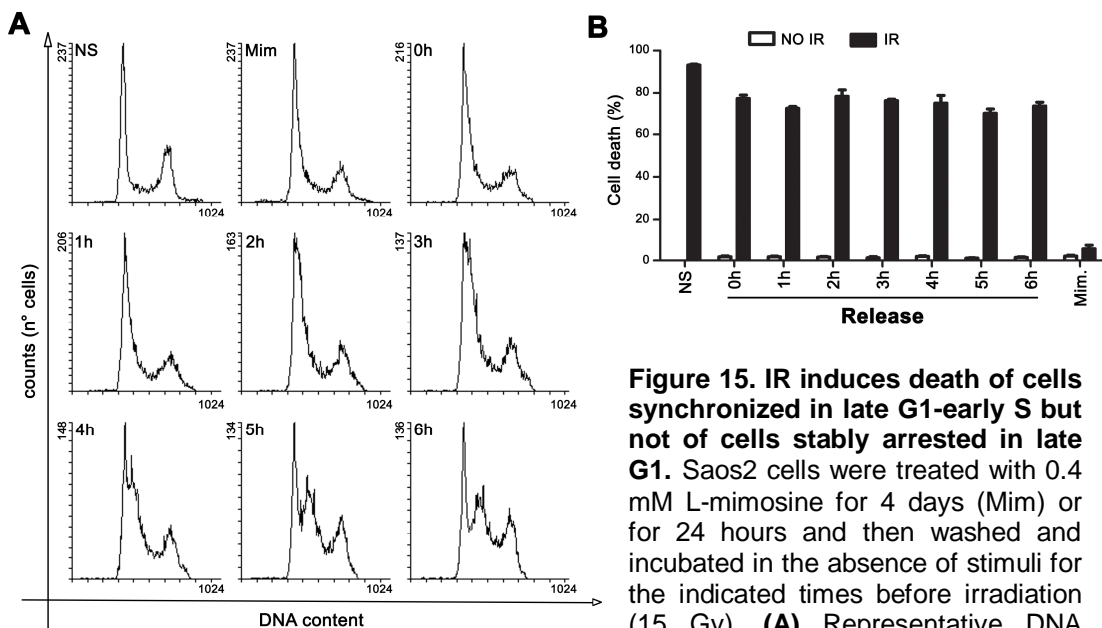 A
NS
237
1024
Mim
237
1024
0h
216
1024
1h
206
1024
2h
163
1024
3h
137
1024
4h
148
1024
5h
134
1024
6h
136
1024
counts (n° cells)
DNA content
B
NO IR IR
Cell death (%)
100
80
60
40
20
0
NS 0h 1h 2h 3h 4h 5h 6h Mim.
Release
Figure 15. IR induces death of cells
synchronized in late G1-early S but
not of cells stably arrested in late
G1. Saos2 cells were treated with 0.4
mM L-mimosine for 4 days (Mim) or
for 24 hours and then washed and
incubated in the absence of stimuli for
the indicated times before irradiation
(15 Gy). (A) Representative DNA